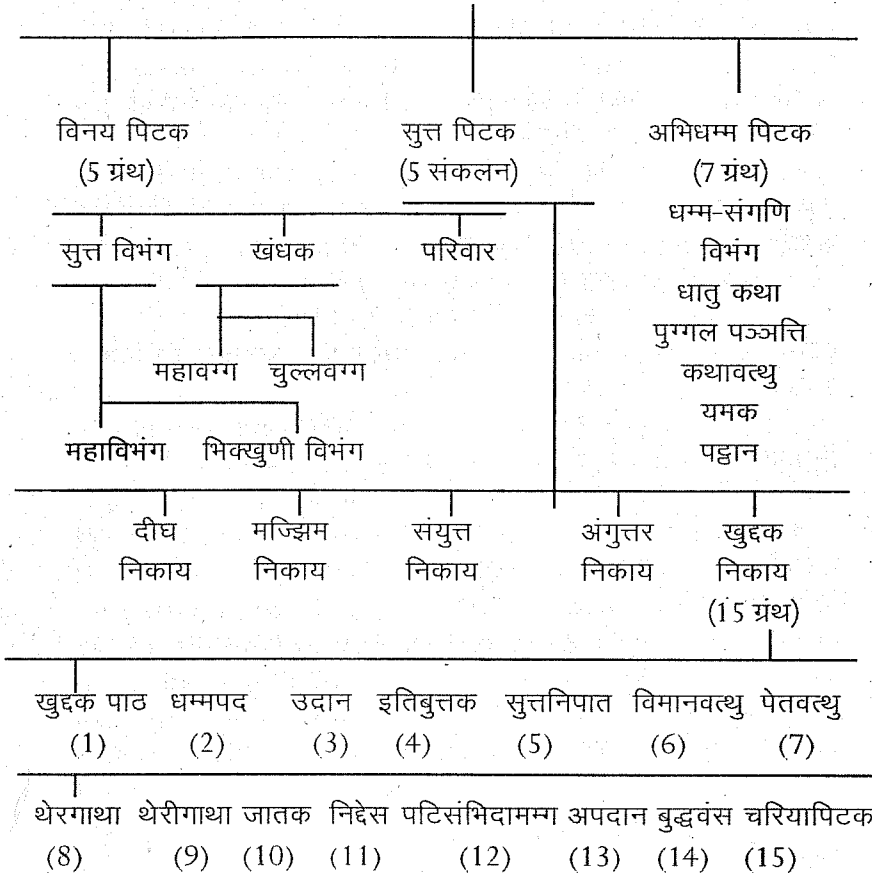 विनय पिटक सुत्त पिटक अभिधम्म पिटक
(5 ग्रंथ) (5 संकलन) (7 ग्रंथ)
धम्म-संगणि
सुत्त विभंग खंधक परिवार विभंग
धातु कथा
पुग्गल पञ्ञत्ति
महावग्ग चुल्लवग्ग कथावत्थु
यमक
महाविभंग भिक्खुणी विभंग पट्ठान
दीघ मज्झिम संयुत्त अंगुत्तर खुद्दक
निकाय निकाय निकाय निकाय निकाय
(15 ग्रंथ)
खुद्दक पाठ धम्मपद उदान इतिबुत्तक सुत्तनिपात विमानवत्थु पेतवत्थु
(1) (2) (3) (4) (5) (6) (7)
थेरगाथा थेरीगाथा जातक निद्देस पटिसंभिदामम्ग अपदान बुद्धवंस चरियापिटक
(8) (9) (10) (11) (12) (13) (14) (15)